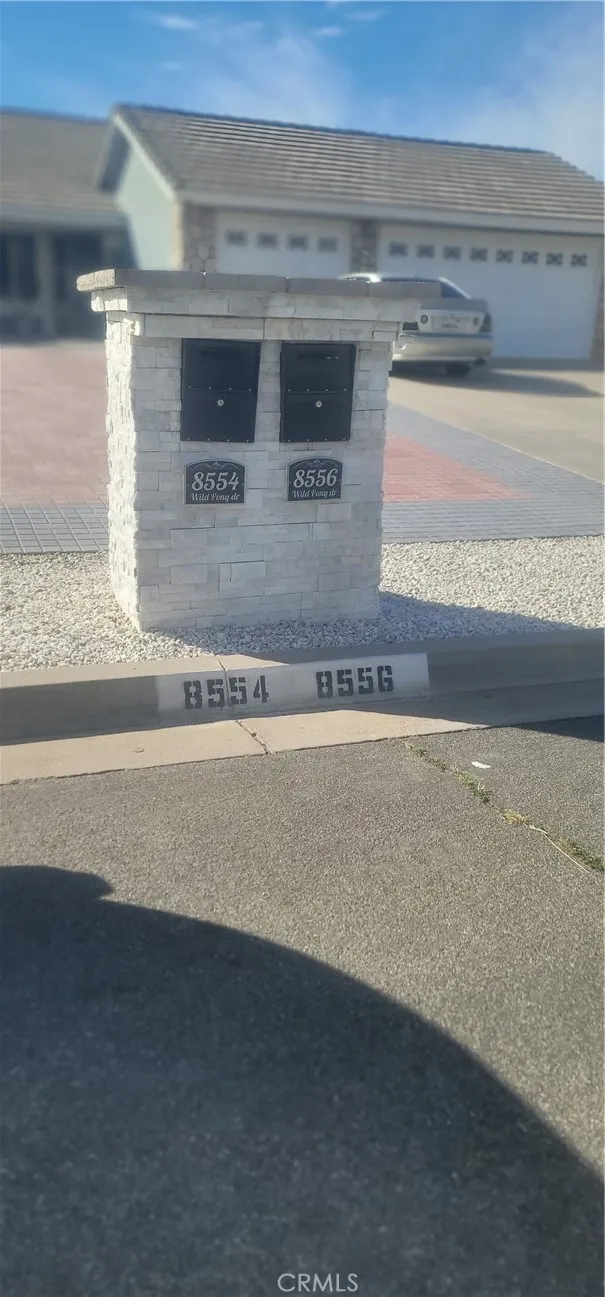 8554
Wild Pony dr
8556
Wild Pony dr
8554 8556
CRMLS